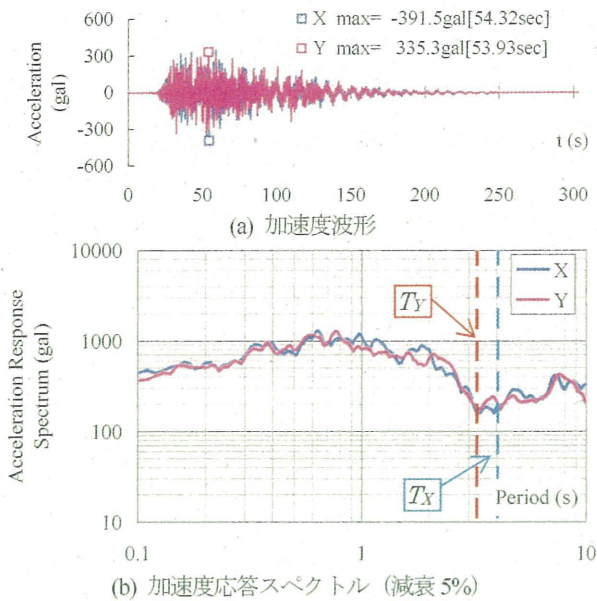 X max= -391.5gal[54.32sec]
Y max= 335.3gal[53.93sec]
Acceleration
(gal)
600
300
0
-300
-600
t (s)
0 50 100 150 200 250 300
(a) 加速度波形
Acceleration Response
Spectrum (gal)
10000
1000
100
10
X
Y
TY
TX
Period (s)
0.1 1 10
(b) 加速度応答スペクトル (減衰 5%)